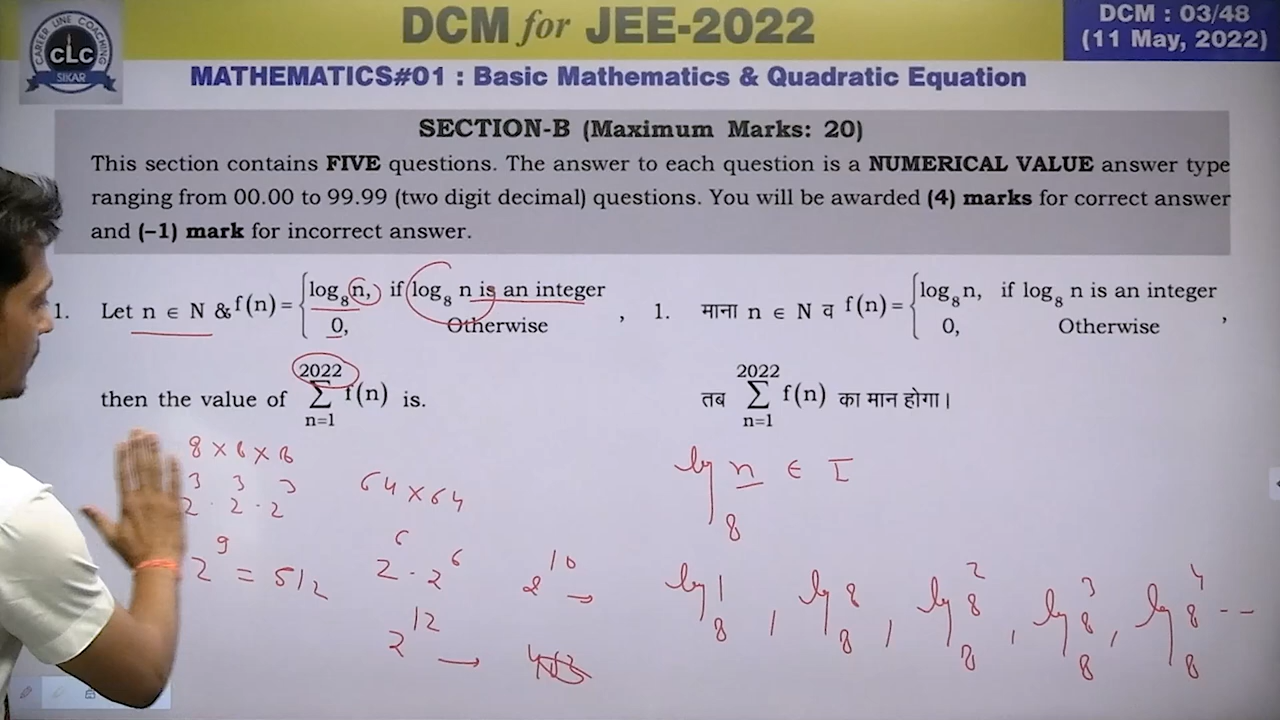 DCM for JEE-2022
DCM : 03/48
(11 May, 2022)
CAREER LINE COACHING
CLC
SIKAR
MATHEMATICS#01 : Basic Mathematics & Quadratic Equation
SECTION-B (Maximum Marks: 20)
This section contains FIVE questions. The answer to each question is a NUMERICAL VALUE answer type
ranging from 00.00 to 99.99 (two digit decimal) questions. You will be awarded (4) marks for correct answer
and (–1) mark for incorrect answer.
1. Let n ∈ N & f(n) = { log₈ n, if log₈ n is an integer
0, Otherwise ,
then the value of ∑_{n=1}^{2022} f(n) is.
1. माना n ∈ N व f(n) = { log₈ n, if log₈ n is an integer
0, Otherwise ,
तब ∑_{n=1}^{2022} f(n) का मान होगा।
8 × 8 × 8
2³ · 2³ · 2³
2⁹ = 512
64 × 64
2⁶ · 2⁶
2¹²
2¹⁰
log₈ n ∈ I
log₈ 1 , log₈ 8 , log₈ 8² , log₈ 8³ , log₈ 8⁴ - -